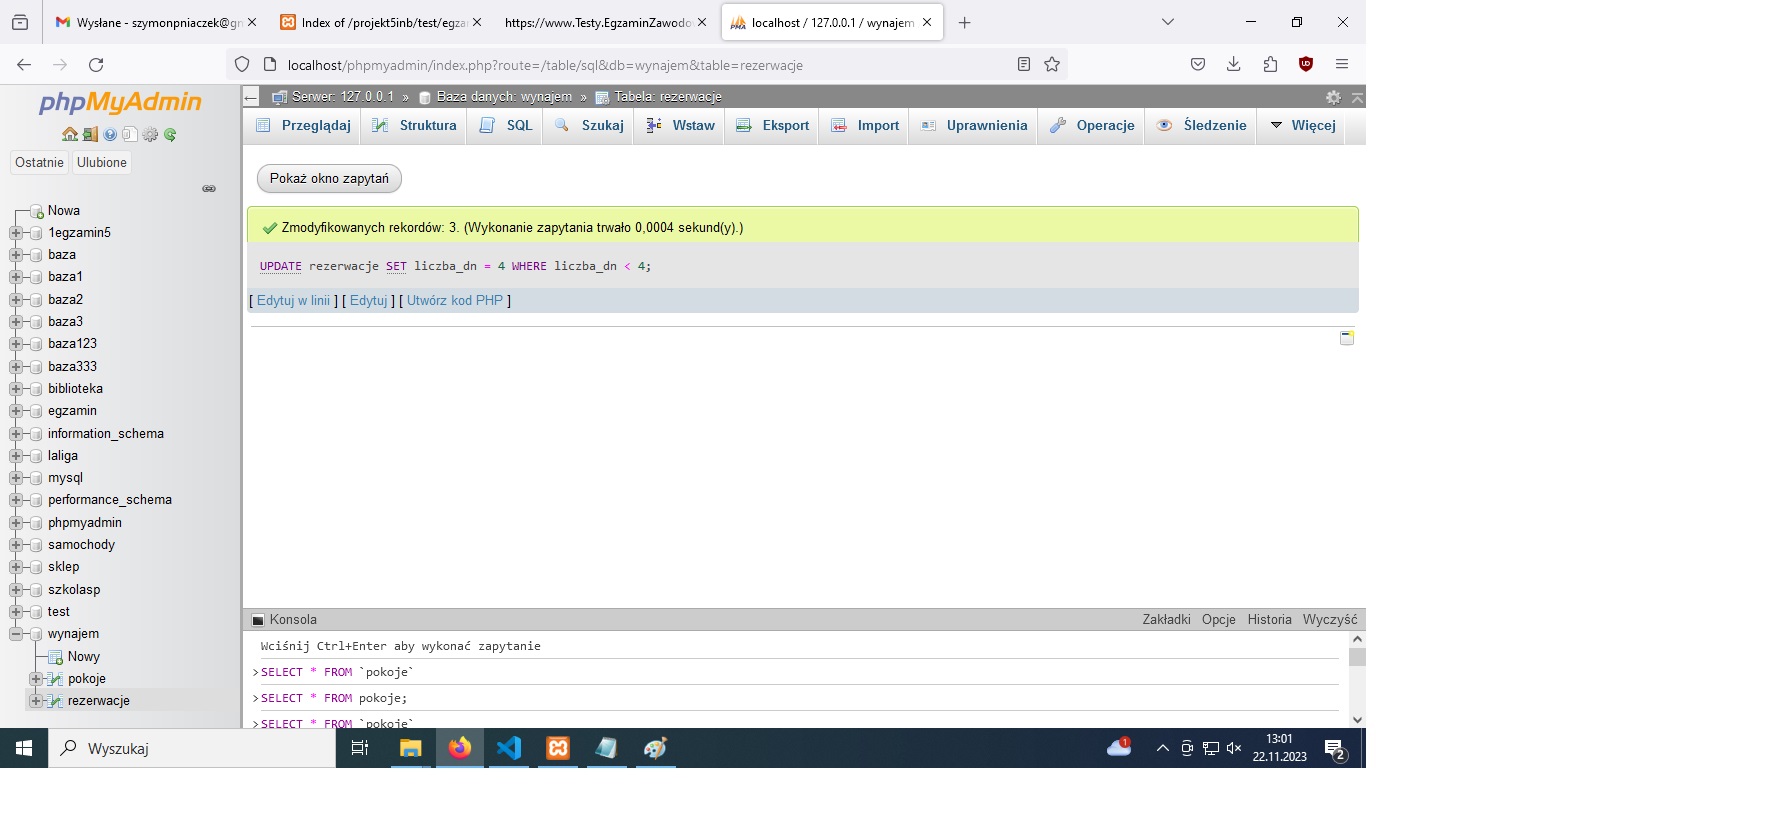 Wysłane - szymonpniaczek@gm
Index of /projekt5inb/test/egza
https://www.Testy.EgzaminZawodo
localhost / 127.0.0.1 / wynajem
localhost/phpmyadmin/index.php?route=/table/sql&db=wynajem&table=rezerwacje
phpMyAdmin
Ostatnie
Ulubione
Nowa
1egzamin5
baza
baza1
baza2
baza3
baza123
baza333
biblioteka
egzamin
information_schema
laliga
mysql
performance_schema
phpmyadmin
samochody
sklep
szkolasp
test
wynajem
Nowy
pokoje
rezerwacje
Serwer: 127.0.0.1 » Baza danych: wynajem » Tabela: rezerwacje
Przeglądaj
Struktura
SQL
Szukaj
Wstaw
Eksport
Import
Uprawnienia
Operacje
Śledzenie
Więcej
Pokaż okno zapytań
Zmodyfikowanych rekordów: 3. (Wykonanie zapytania trwało 0,0004 sekund(y).)
UPDATE rezerwacje SET liczba_dn = 4 WHERE liczba_dn < 4;
[ Edytuj w linii ] [ Edytuj ] [ Utwórz kod PHP ]
Konsola
Zakładki
Opcje
Historia
Wyczyść
Wciśnij Ctrl+Enter aby wykonać zapytanie
>SELECT * FROM `pokoje`
>SELECT * FROM pokoje;
>SELECT * FROM `pokoje`
Wyszukaj
1
13:01
22.11.2023
2